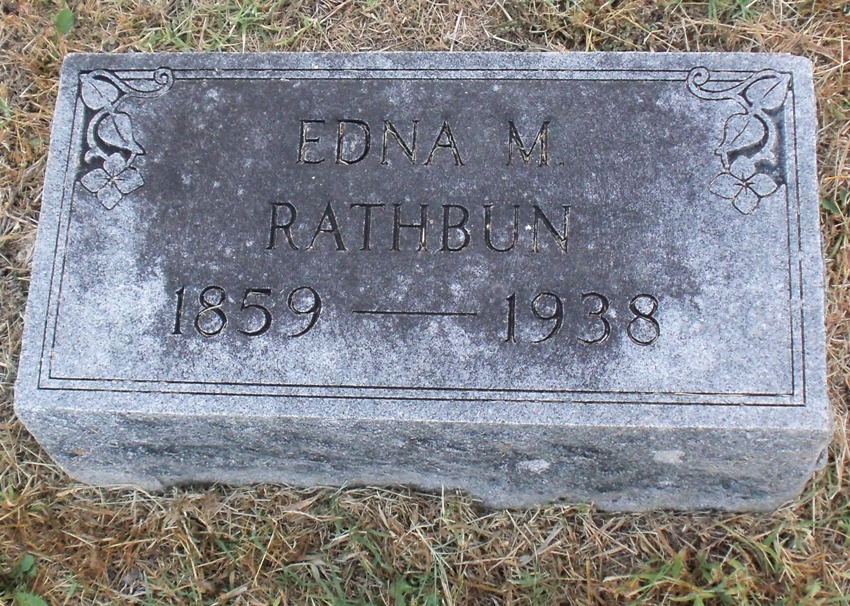 EDNA M.
RATHBUN
1859 — 1938